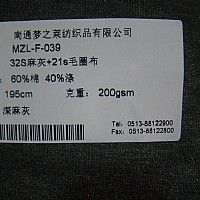 南通梦之莱纺织品有限公司
MZL-F-039
32S麻灰+21s毛圈布
: 60%棉 40%涤
195cm 克重: 200gsm
深麻灰
Tel: 0513-88122900
Fax: 0513-88122800